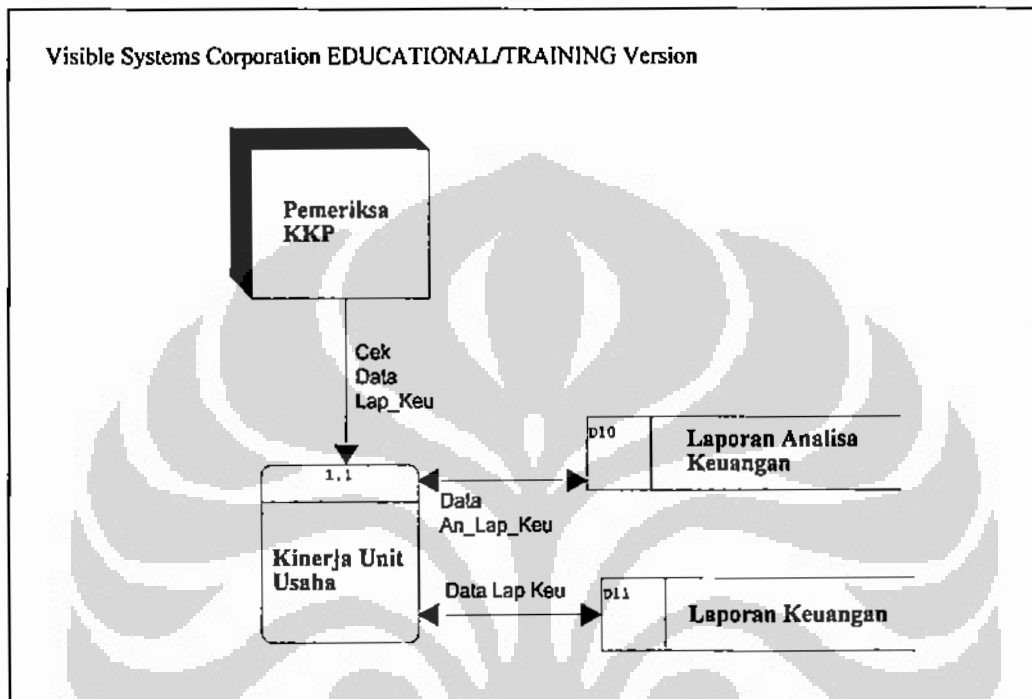 Visible Systems Corporation EDUCATIONAL/TRAINING Version
Pemeriksa
KKP
Cek
Data
Lap_Keu
D10
Laporan Analisa
Keuangan
1,1
Data
An_Lap_Keu
Kinerja Unit
Usaha
Data Lap Keu
D11
Laporan Keuangan